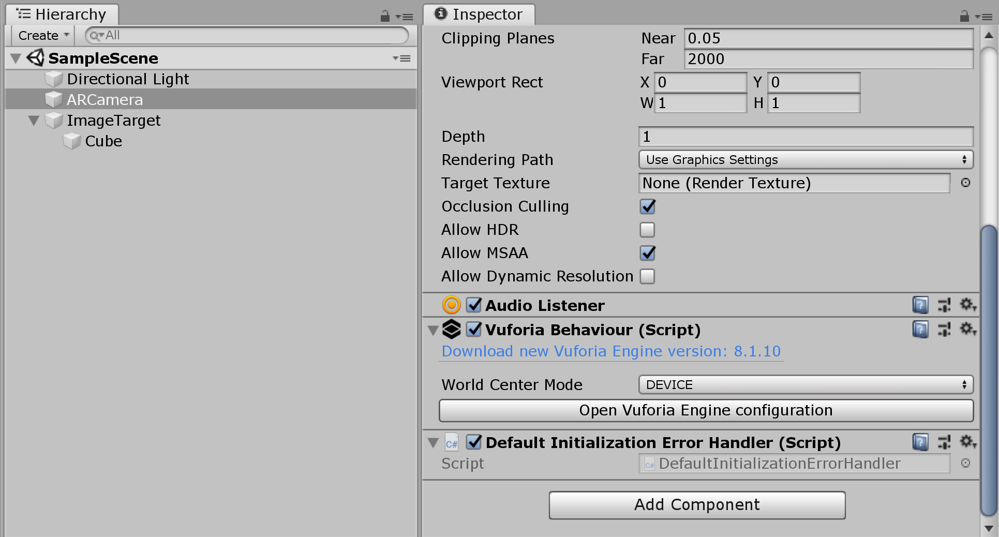 Hierarchy
Create
All
SampleScene
Directional Light
ARCamera
ImageTarget
Cube
Inspector
Clipping Planes Near 0.05
Far 2000
Viewport Rect X 0 Y 0
W 1 H 1
Depth 1
Rendering Path Use Graphics Settings
Target Texture None (Render Texture)
Occlusion Culling
Allow HDR
Allow MSAA
Allow Dynamic Resolution
Audio Listener
Vuforia Behaviour (Script)
Download new Vuforia Engine version: 8.1.10
World Center Mode DEVICE
Open Vuforia Engine configuration
C# Default Initialization Error Handler (Script)
Script C# DefaultInitializationErrorHandler
Add Component